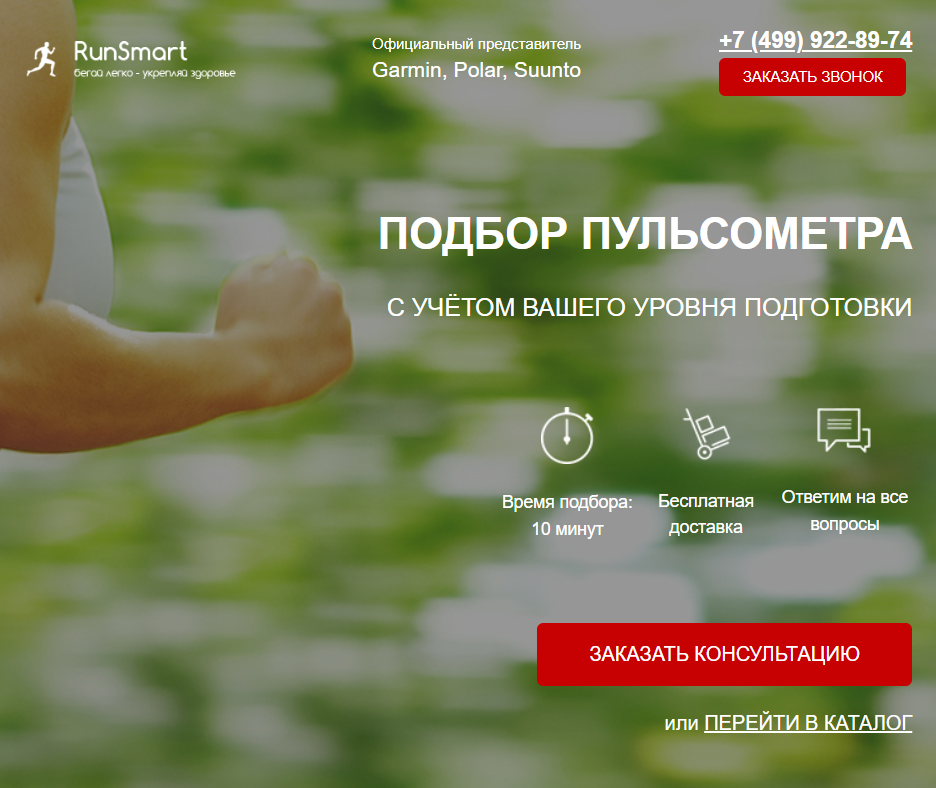 RunSmart
бегай легко - укрепляй здоровье
Официальный представитель
Garmin, Polar, Suunto
+7 (499) 922-89-74
ЗАКАЗАТЬ ЗВОНОК
ПОДБОР ПУЛЬСОМЕТРА
С УЧЁТОМ ВАШЕГО УРОВНЯ ПОДГОТОВКИ
Время подбора:
10 минут
Бесплатная
доставка
Ответим на все
вопросы
ЗАКАЗАТЬ КОНСУЛЬТАЦИЮ
или ПЕРЕЙТИ В КАТАЛОГ